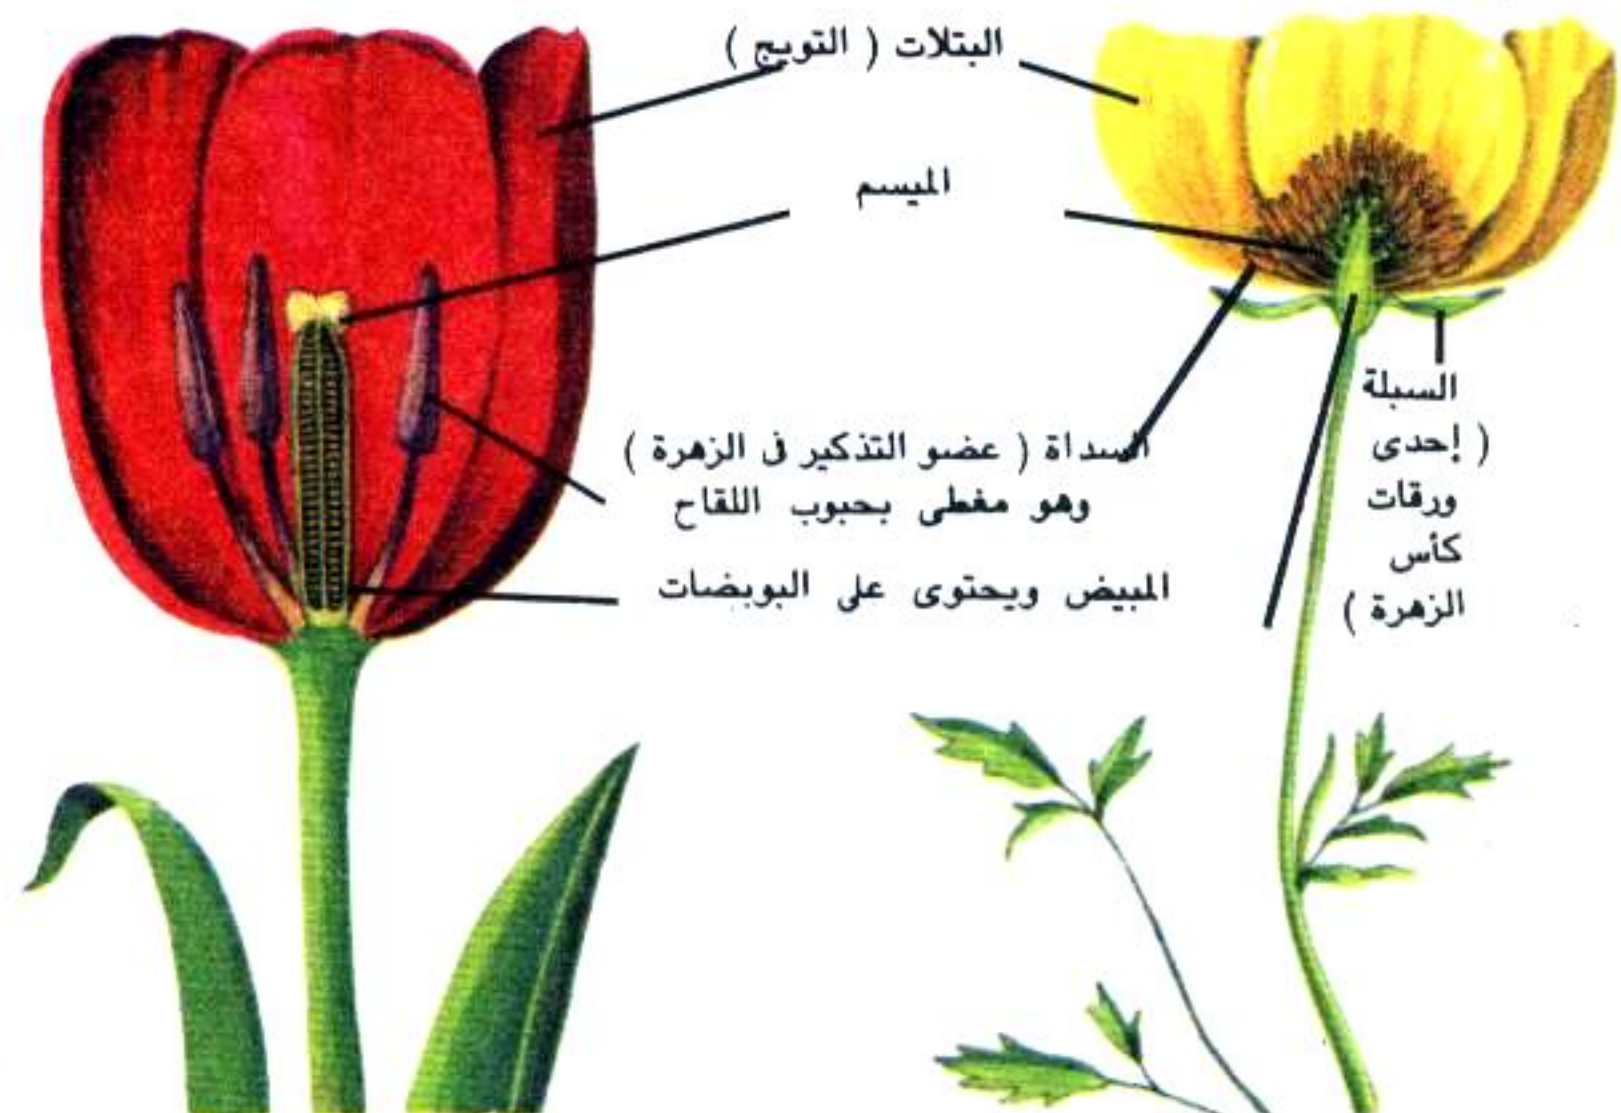 البتلات ( التويج )
الميسم
السداة ( عضو التذكير فى الزهرة )
وهو مغطى بحبوب اللقاح
المبيض ويحتوى على البويضات
السبلة
( إحدى
ورقات
كأس
الزهرة )